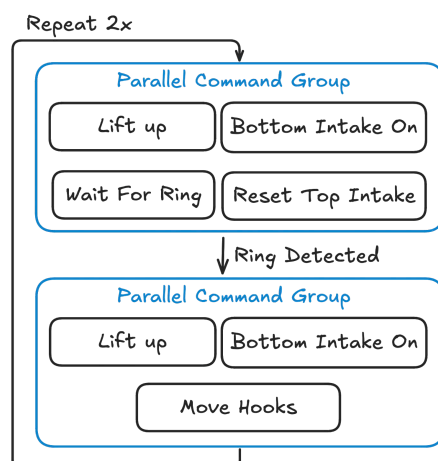 Repeat 2x
Parallel Command Group
Lift up
Bottom Intake On
Wait For Ring
Reset Top Intake
Ring Detected
Parallel Command Group
Lift up
Bottom Intake On
Move Hooks